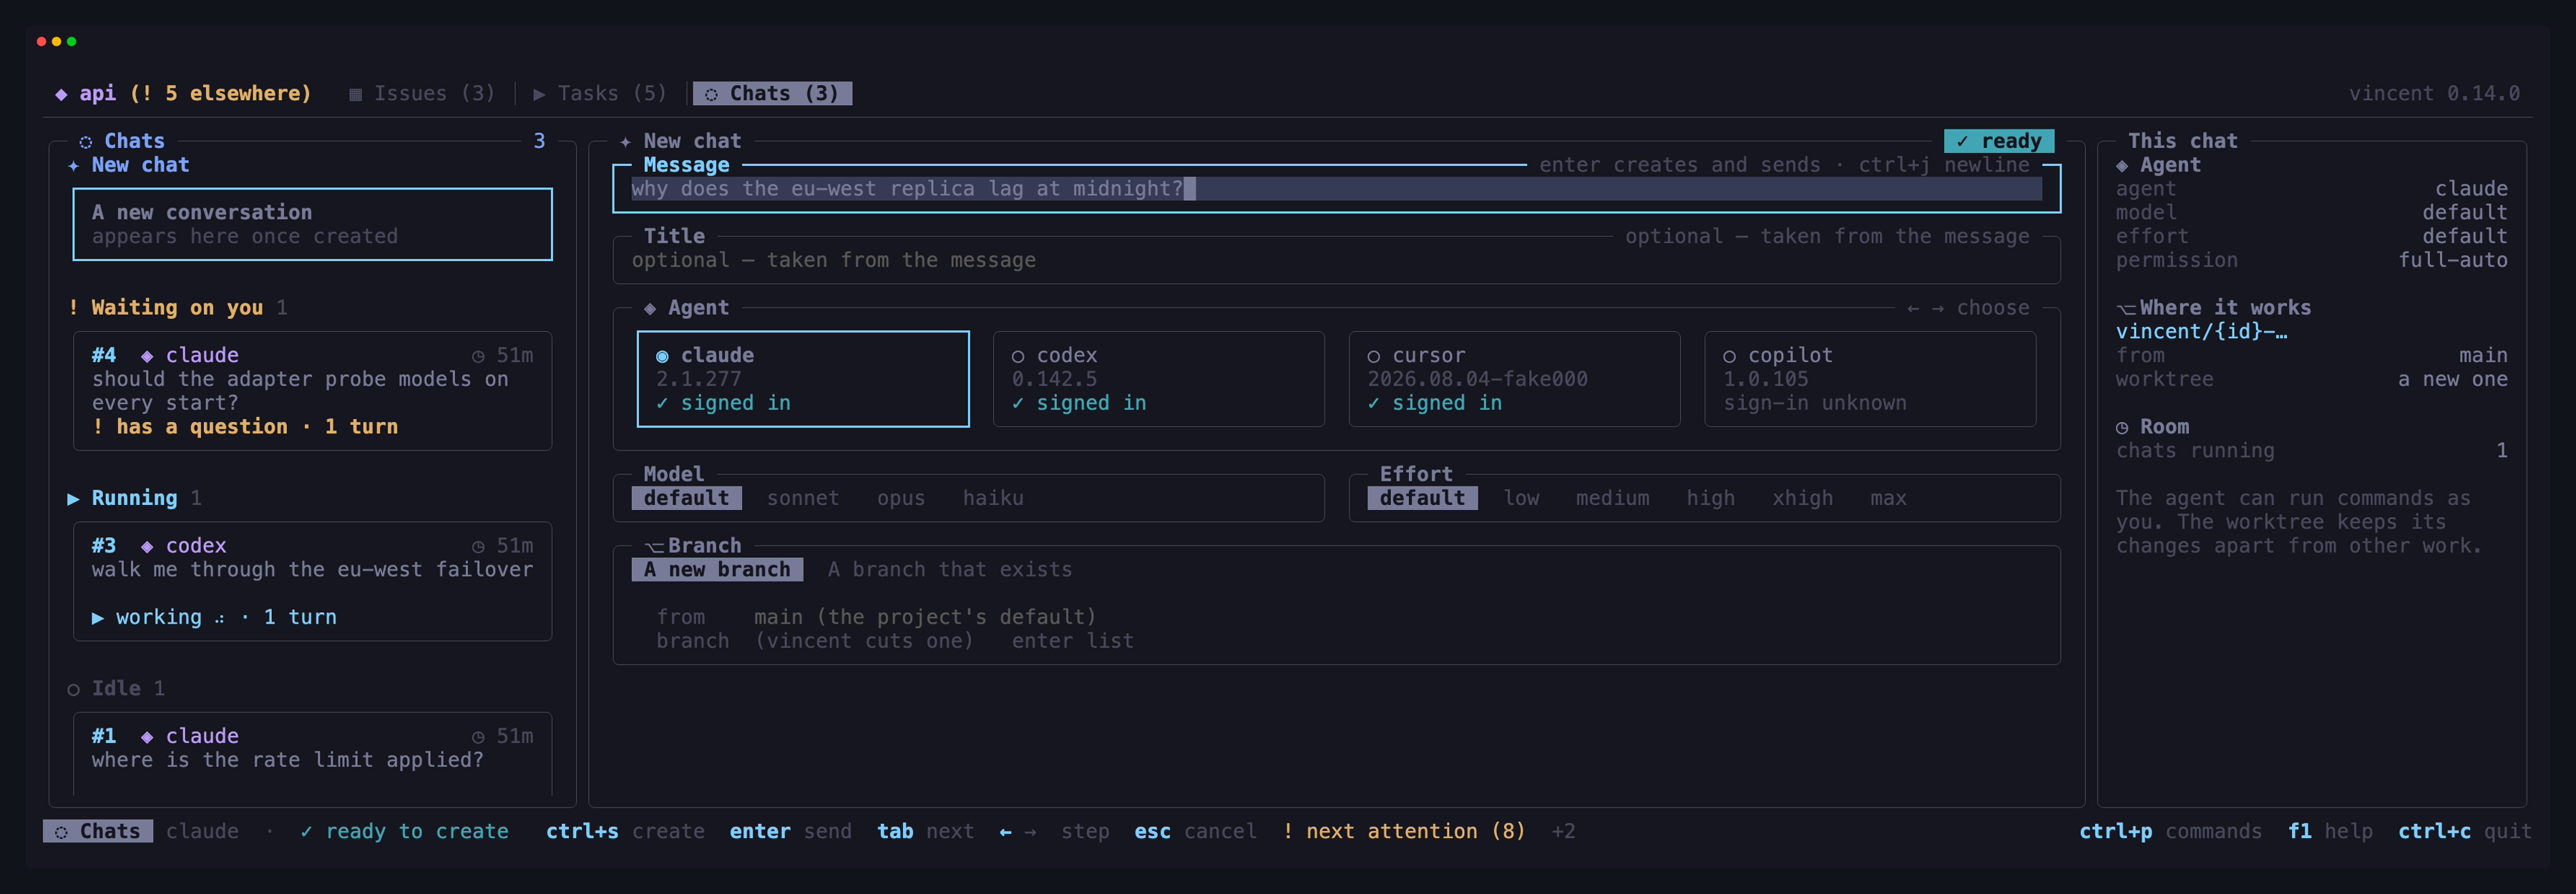 ◆ api (! 5 elsewhere) ▦ Issues (3) ▶ Tasks (5) Chats (3) vincent 0.14.0
Chats 3
✦ New chat
A new conversation
appears here once created
! Waiting on you 1
#4 ◈ claude ◷ 51m
should the adapter probe models on
every start?
! has a question · 1 turn
▶ Running 1
#3 ◈ codex ◷ 51m
walk me through the eu-west failover
▶ working · 1 turn
○ Idle 1
#1 ◈ claude ◷ 51m
where is the rate limit applied?
✦ New chat ✓ ready
Message enter creates and sends · ctrl+j newline
why does the eu-west replica lag at midnight?
Title optional — taken from the message
optional — taken from the message
◈ Agent ← → choose
◉ claude
2.1.277
✓ signed in
○ codex
0.142.5
✓ signed in
○ cursor
2026.08.04-fake000
✓ signed in
○ copilot
1.0.105
sign-in unknown
Model
default sonnet opus haiku
Effort
default low medium high xhigh max
⌥ Branch
A new branch A branch that exists
from main (the project's default)
branch (vincent cuts one) enter list
This chat
◈ Agent
agent claude
model default
effort default
permission full-auto
⌥ Where it works
vincent/{id}-…
from main
worktree a new one
◷ Room
chats running 1
The agent can run commands as
you. The worktree keeps its
changes apart from other work.
Chats claude · ✓ ready to create ctrl+s create enter send tab next ← → step esc cancel ! next attention (8) +2 ctrl+p commands f1 help ctrl+c quit